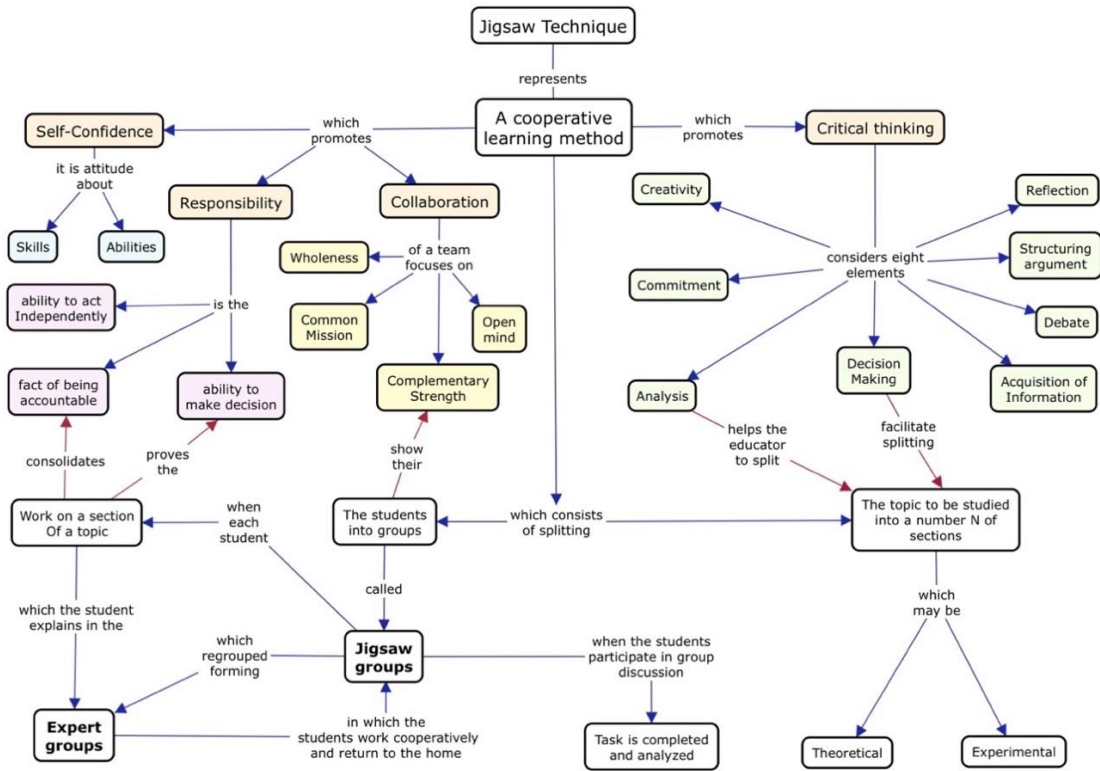 Jigsaw Technique
represents
A cooperative
learning method
which
promotes
which
promotes
Self-Confidence
Critical thinking
it is attitude
about
Skills
Abilities
Responsibility
Collaboration
Creativity
Reflection
Wholeness
of a team
focuses on
considers eight
elements
Structuring
argument
Commitment
ability to act
Independently
is the
Common
Mission
Open
mind
Debate
fact of being
accountable
ability to
make decision
Complementary
Strength
Analysis
Decision
Making
Acquisition of
Information
consolidates
proves
the
show
their
helps the
educator
to split
facilitate
splitting
Work on a section
Of a topic
when
each
student
The students
into groups
which consists
of splitting
The topic to be studied
into a number N of
sections
called
which the student
explains in the
which
regrouped
forming
Jigsaw
groups
when the students
participate in group
discussion
which
may be
Expert
groups
in which the
students work cooperatively
and return to the home
Task is completed
and analyzed
Theoretical
Experimental